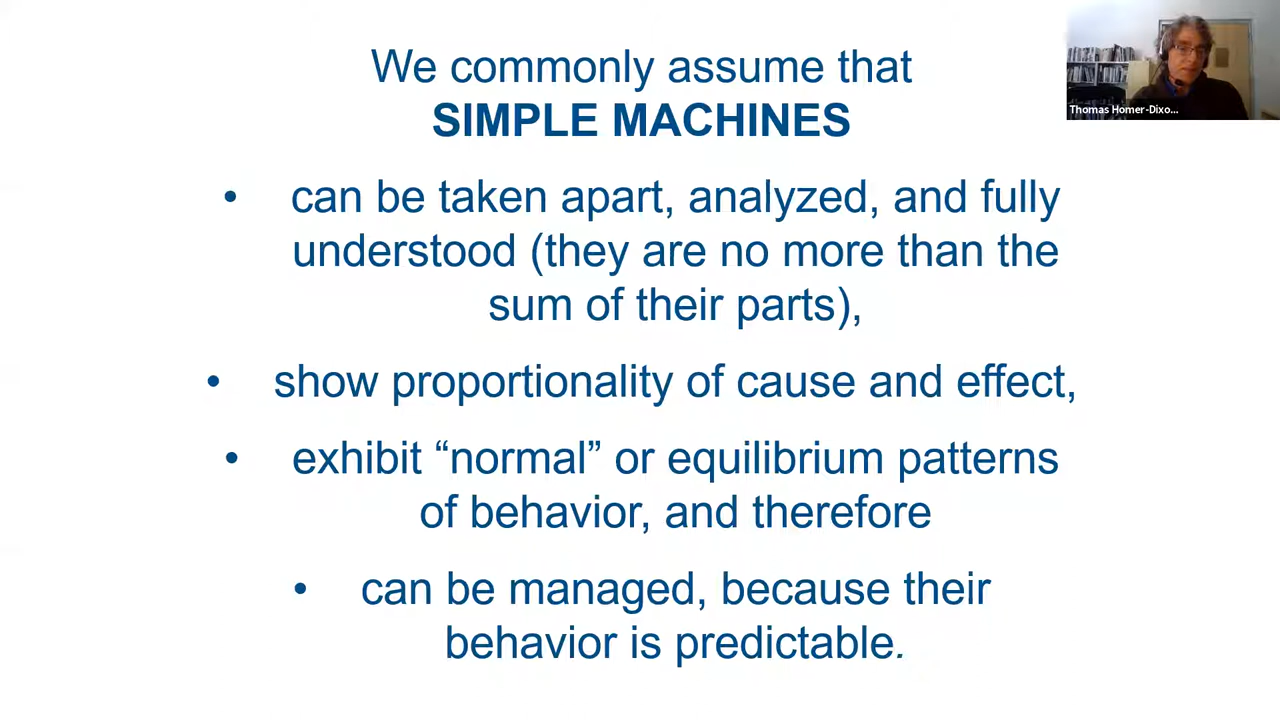 We commonly assume that
SIMPLE MACHINES
• can be taken apart, analyzed, and fully
understood (they are no more than the
sum of their parts),
• show proportionality of cause and effect,
• exhibit “normal” or equilibrium patterns
of behavior, and therefore
• can be managed, because their
behavior is predictable.
Thomas Homer-Dixo...